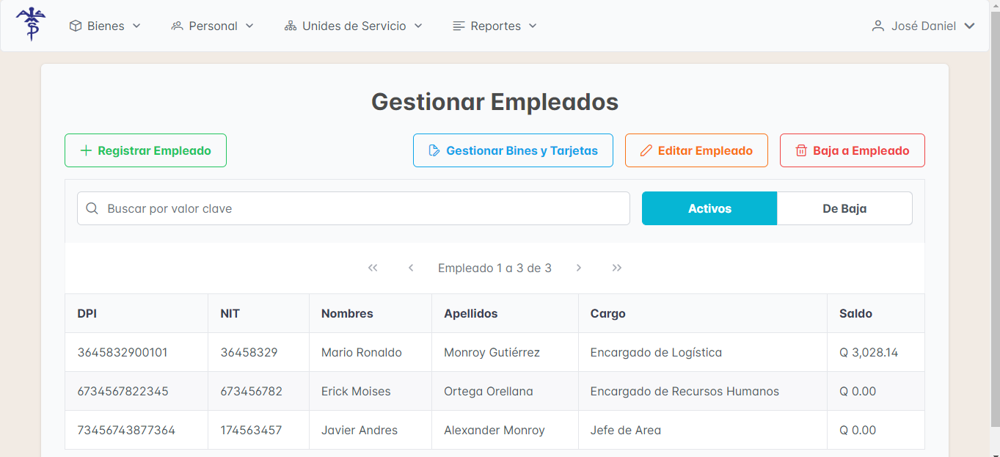 Bienes Personal Unides de Servicio Reportes José Daniel
Gestionar Empleados
Registrar Empleado Gestionar Bines y Tarjetas Editar Empleado Baja a Empleado
Buscar por valor clave Activos De Baja
Empleado 1 a 3 de 3
DPI NIT Nombres Apellidos Cargo Saldo
3645832900101 36458329 Mario Ronaldo Monroy Gutiérrez Encargado de Logística Q 3,028.14
6734567822345 673456782 Erick Moises Ortega Orellana Encargado de Recursos Humanos Q 0.00
73456743877364 174563457 Javier Andres Alexander Monroy Jefe de Area Q 0.00